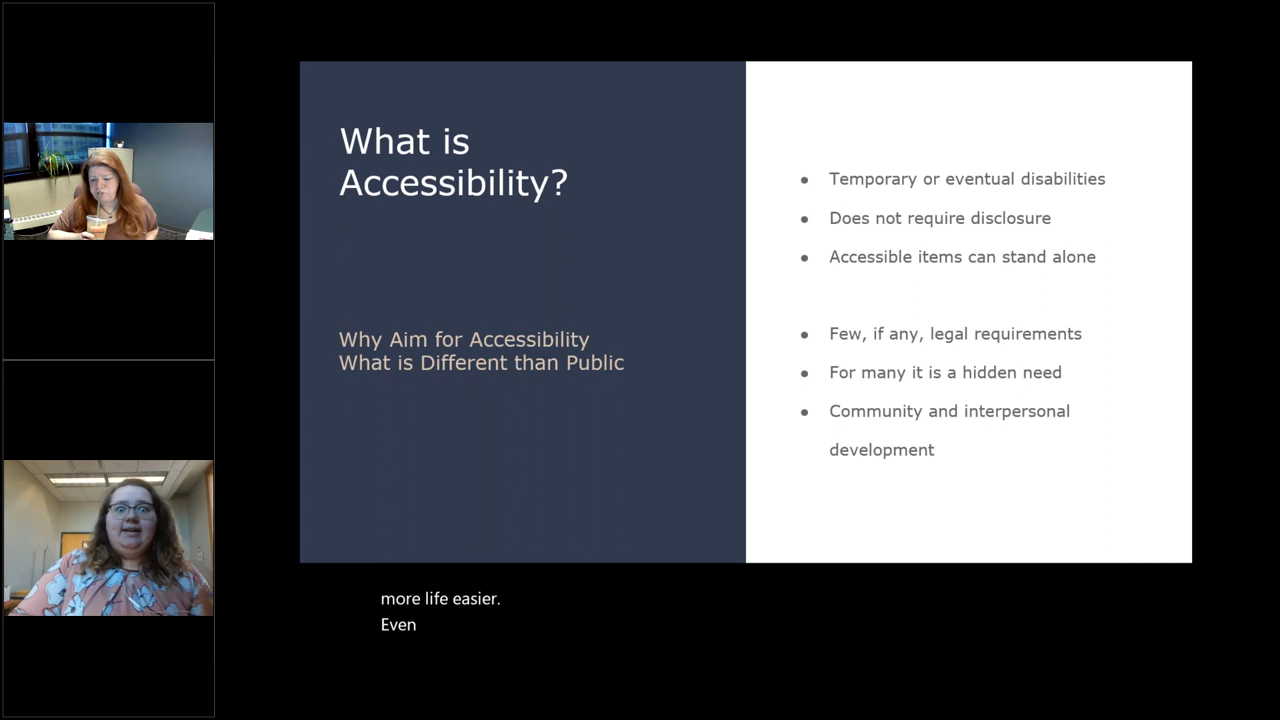 What is
Accessibility?
Why Aim for Accessibility
What is Different than Public
● Temporary or eventual disabilities
● Does not require disclosure
● Accessible items can stand alone
● Few, if any, legal requirements
● For many it is a hidden need
● Community and interpersonal
development
more life easier.
Even